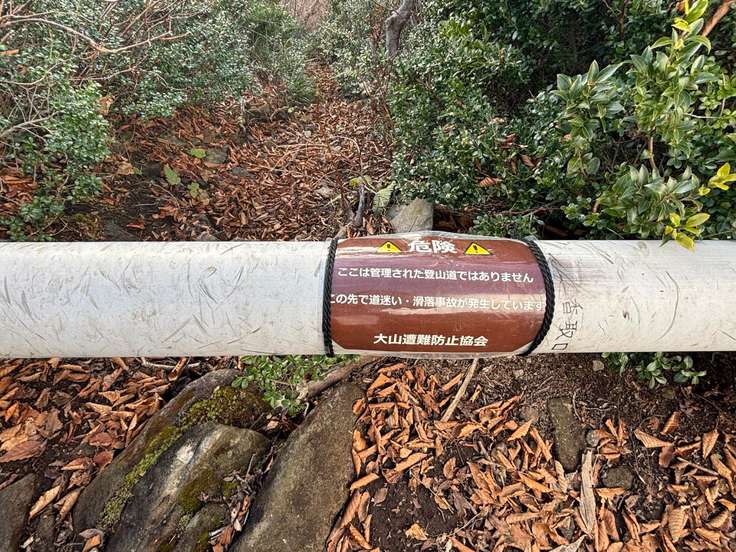 危険
ここは管理された登山道ではありません
この先で道迷い・滑落事故が発生しています
大山遭難防止協会